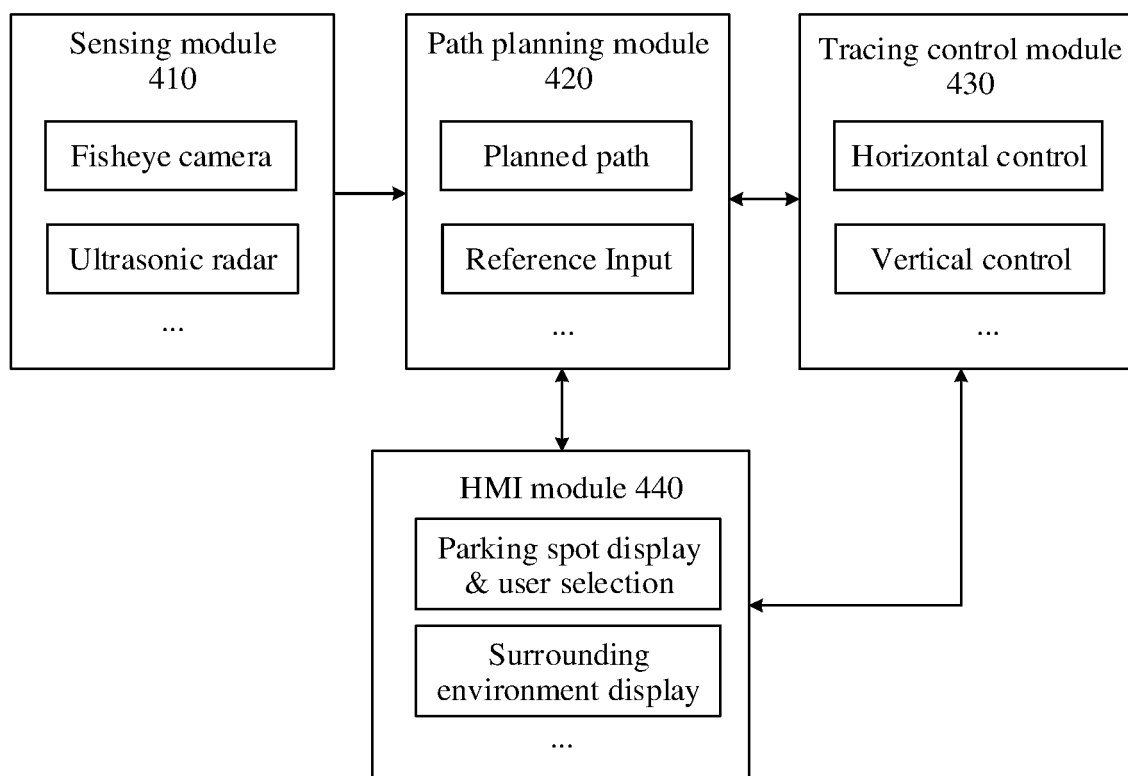 Sensing module
410
Fisheye camera
Ultrasonic radar
...
Path planning module
420
Planned path
Reference Input
...
Tracing control module
430
Horizontal control
Vertical control
...
HMI module 440
Parking spot display
& user selection
Surrounding
environment display
...